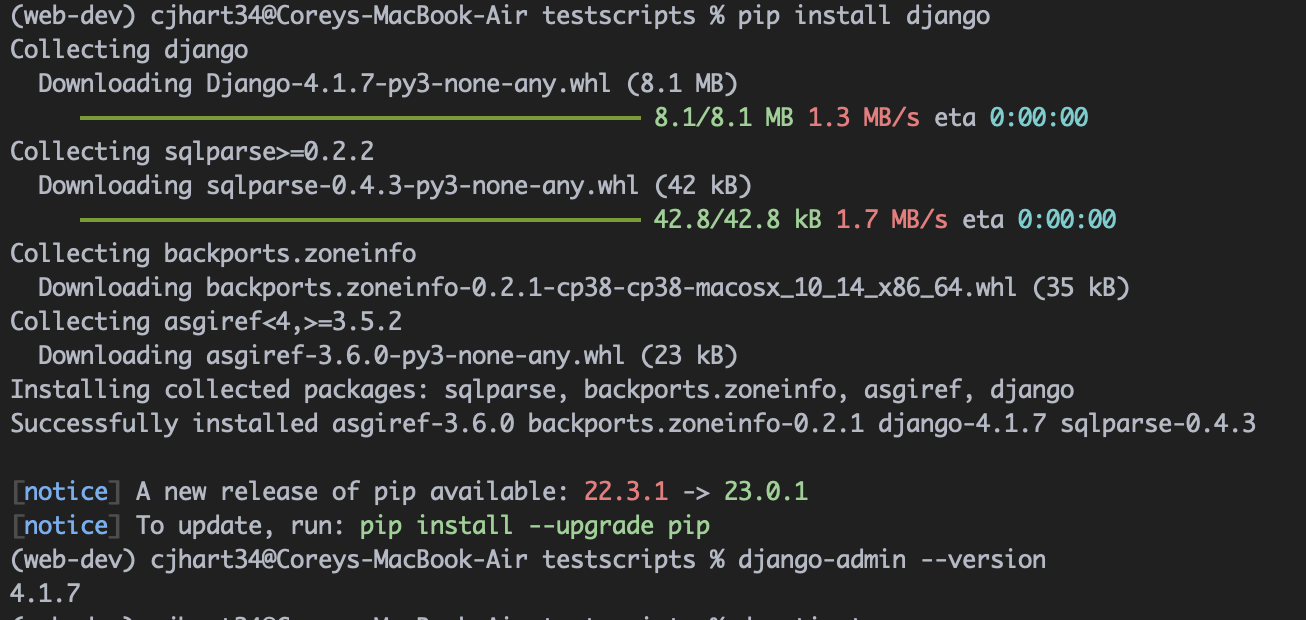 (web-dev) cjhart34@Coreys-MacBook-Air testscripts % pip install django
Collecting django
  Downloading Django-4.1.7-py3-none-any.whl (8.1 MB)
8.1/8.1 MB 1.3 MB/s eta 0:00:00
Collecting sqlparse>=0.2.2
  Downloading sqlparse-0.4.3-py3-none-any.whl (42 kB)
42.8/42.8 kB 1.7 MB/s eta 0:00:00
Collecting backports.zoneinfo
  Downloading backports.zoneinfo-0.2.1-cp38-cp38-macosx_10_14_x86_64.whl (35 kB)
Collecting asgiref<4,>=3.5.2
  Downloading asgiref-3.6.0-py3-none-any.whl (23 kB)
Installing collected packages: sqlparse, backports.zoneinfo, asgiref, django
Successfully installed asgiref-3.6.0 backports.zoneinfo-0.2.1 django-4.1.7 sqlparse-0.4.3
[notice] A new release of pip available: 22.3.1 -> 23.0.1
[notice] To update, run: pip install --upgrade pip
(web-dev) cjhart34@Coreys-MacBook-Air testscripts % django-admin --version
4.1.7
(web-dev) cjhart34@Coreys-MacBook-Air testscripts %